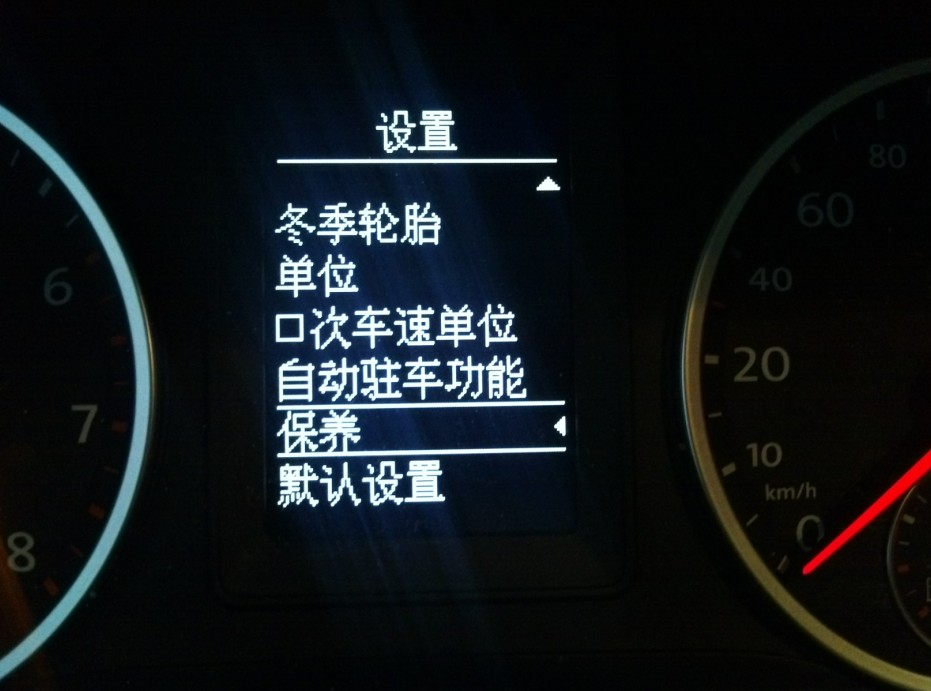 设置
冬季轮胎
单位
口次车速单位
自动驻车功能
保养
默认设置
6
7
8
80
60
40
20
10
km/h
0